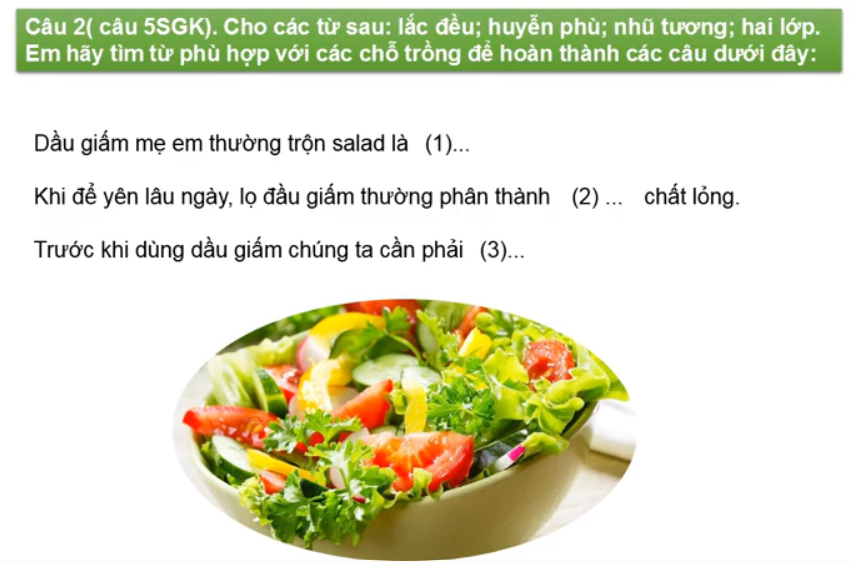 Câu 2( câu 5SGK). Cho các từ sau: lắc đều; huyễn phù; nhũ tương; hai lớp.
Em hãy tìm từ phù hợp với các chỗ trồng để hoàn thành các câu dưới đây:
Dầu giấm mẹ em thường trộn salad là (1)...
Khi để yên lâu ngày, lọ đầu giấm thường phân thành (2) ... chất lỏng.
Trước khi dùng dầu giấm chúng ta cần phải (3)...